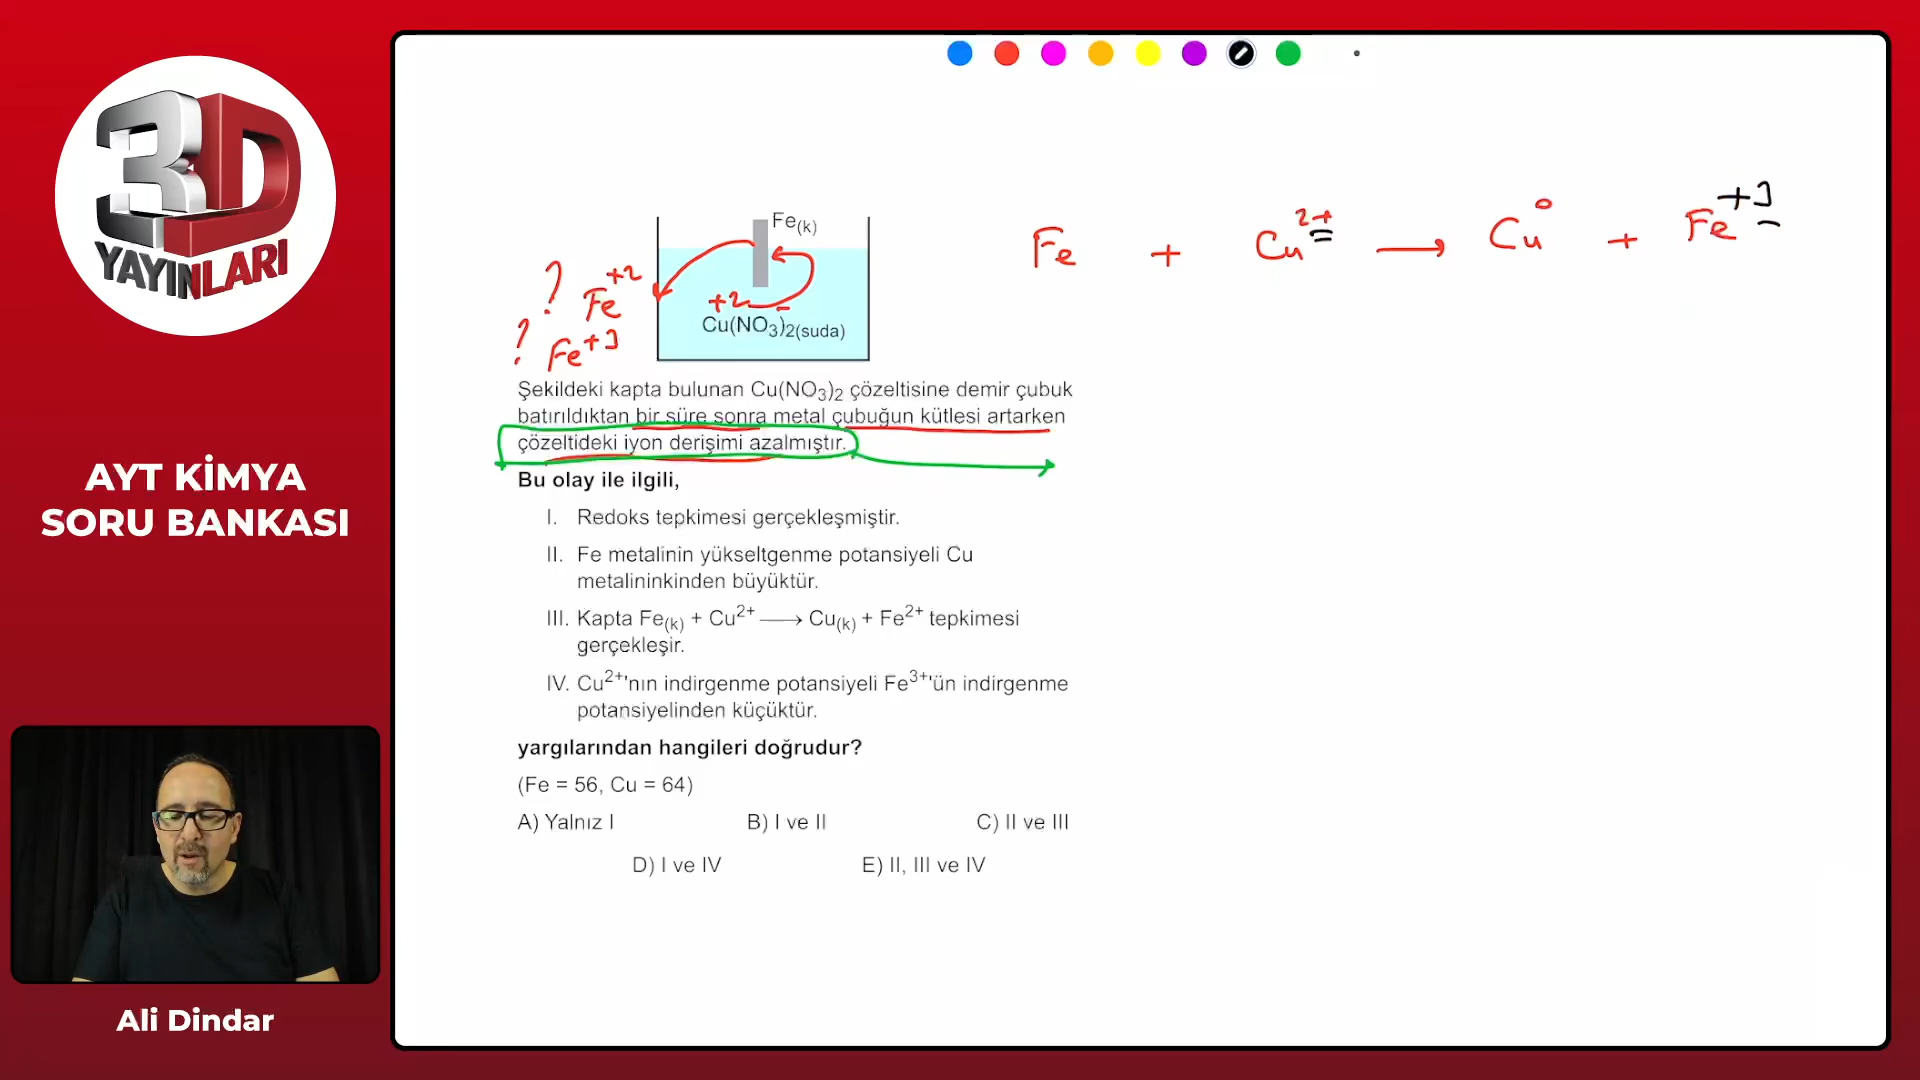 3D
YAYINLARI
AYT KİMYA
SORU BANKASI
Ali Dindar
Fe(k)
Cu(NO3)2(suda)
+2
? Fe+2
? Fe+3
Fe + Cu2+ → Cu0 + Fe+3
Şekildeki kapta bulunan Cu(NO3)2 çözeltisine demir çubuk
batırıldıktan bir süre sonra metal çubuğun kütlesi artarken
çözeltideki iyon derişimi azalmıştır.
Bu olay ile ilgili,
I. Redoks tepkimesi gerçekleşmiştir.
II. Fe metalinin yükseltgenme potansiyeli Cu
metalininkinden büyüktür.
III. Kapta Fe(k) + Cu2+ → Cu(k) + Fe2+ tepkimesi
gerçekleşir.
IV. Cu2+'nın indirgenme potansiyeli Fe3+'ün indirgenme
potansiyelinden küçüktür.
yargılarından hangileri doğrudur?
(Fe = 56, Cu = 64)
A) Yalnız I B) I ve II C) II ve III
D) I ve IV E) II, III ve IV